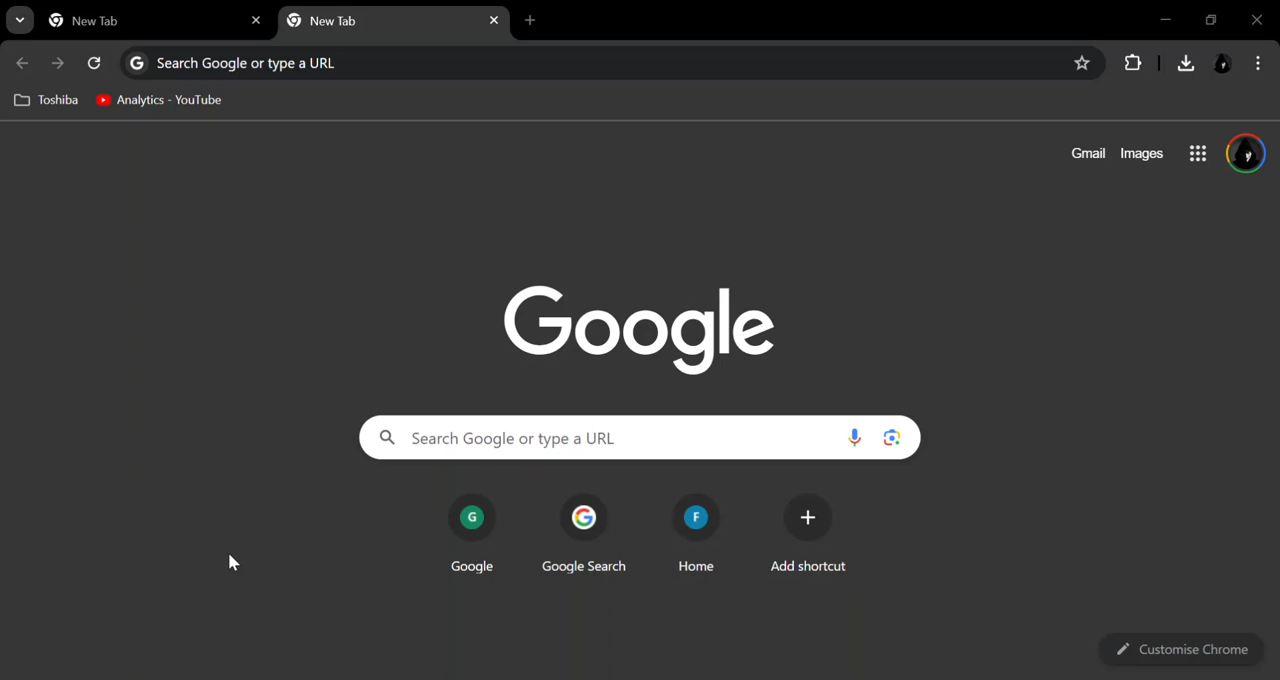 New Tab
New Tab
Search Google or type a URL
Toshiba
Analytics - YouTube
Gmail Images
Google
Search Google or type a URL
G
F
Google
Google Search
Home
Add shortcut
Customise Chrome